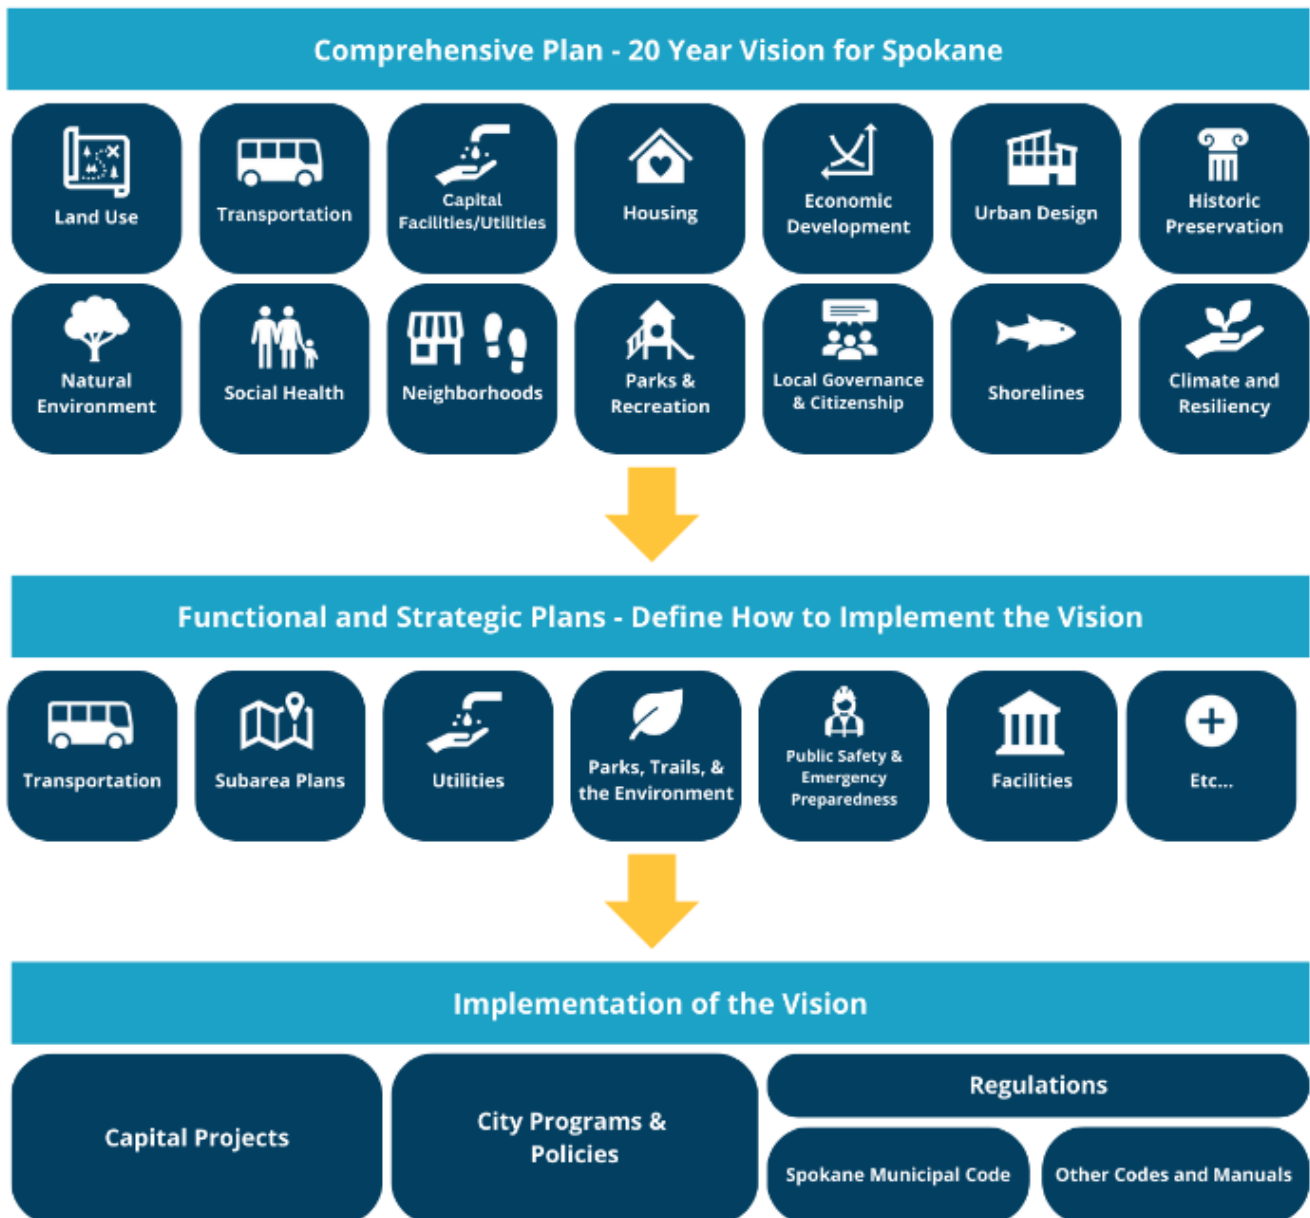 Comprehensive Plan - 20 Year Vision for Spokane
Land Use
Transportation
Capital
Facilities/Utilities
Housing
Economic
Development
Urban Design
Historic
Preservation
Natural
Environment
Social Health
Neighborhoods
Parks &
Recreation
Local Governance
& Citizenship
Shorelines
Climate and
Resiliency
Functional and Strategic Plans - Define How to Implement the Vision
Transportation
Subarea Plans
Utilities
Parks, Trails, &
the Environment
Public Safety &
Emergency
Preparedness
Facilities
Etc...
Implementation of the Vision
Capital Projects
City Programs &
Policies
Regulations
Spokane Municipal Code
Other Codes and Manuals